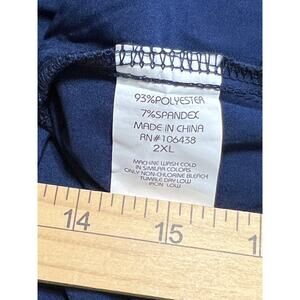 93%POLYESTER
7%SPANDEX
MADE IN CHINA
RN#106438
2XL
MACHINE WASH COLD
IN SIMILAR COLORS
ONLY NON-CHLORINE BLEACH
TUMBLE DAY LOW
IRON LOW
14 15